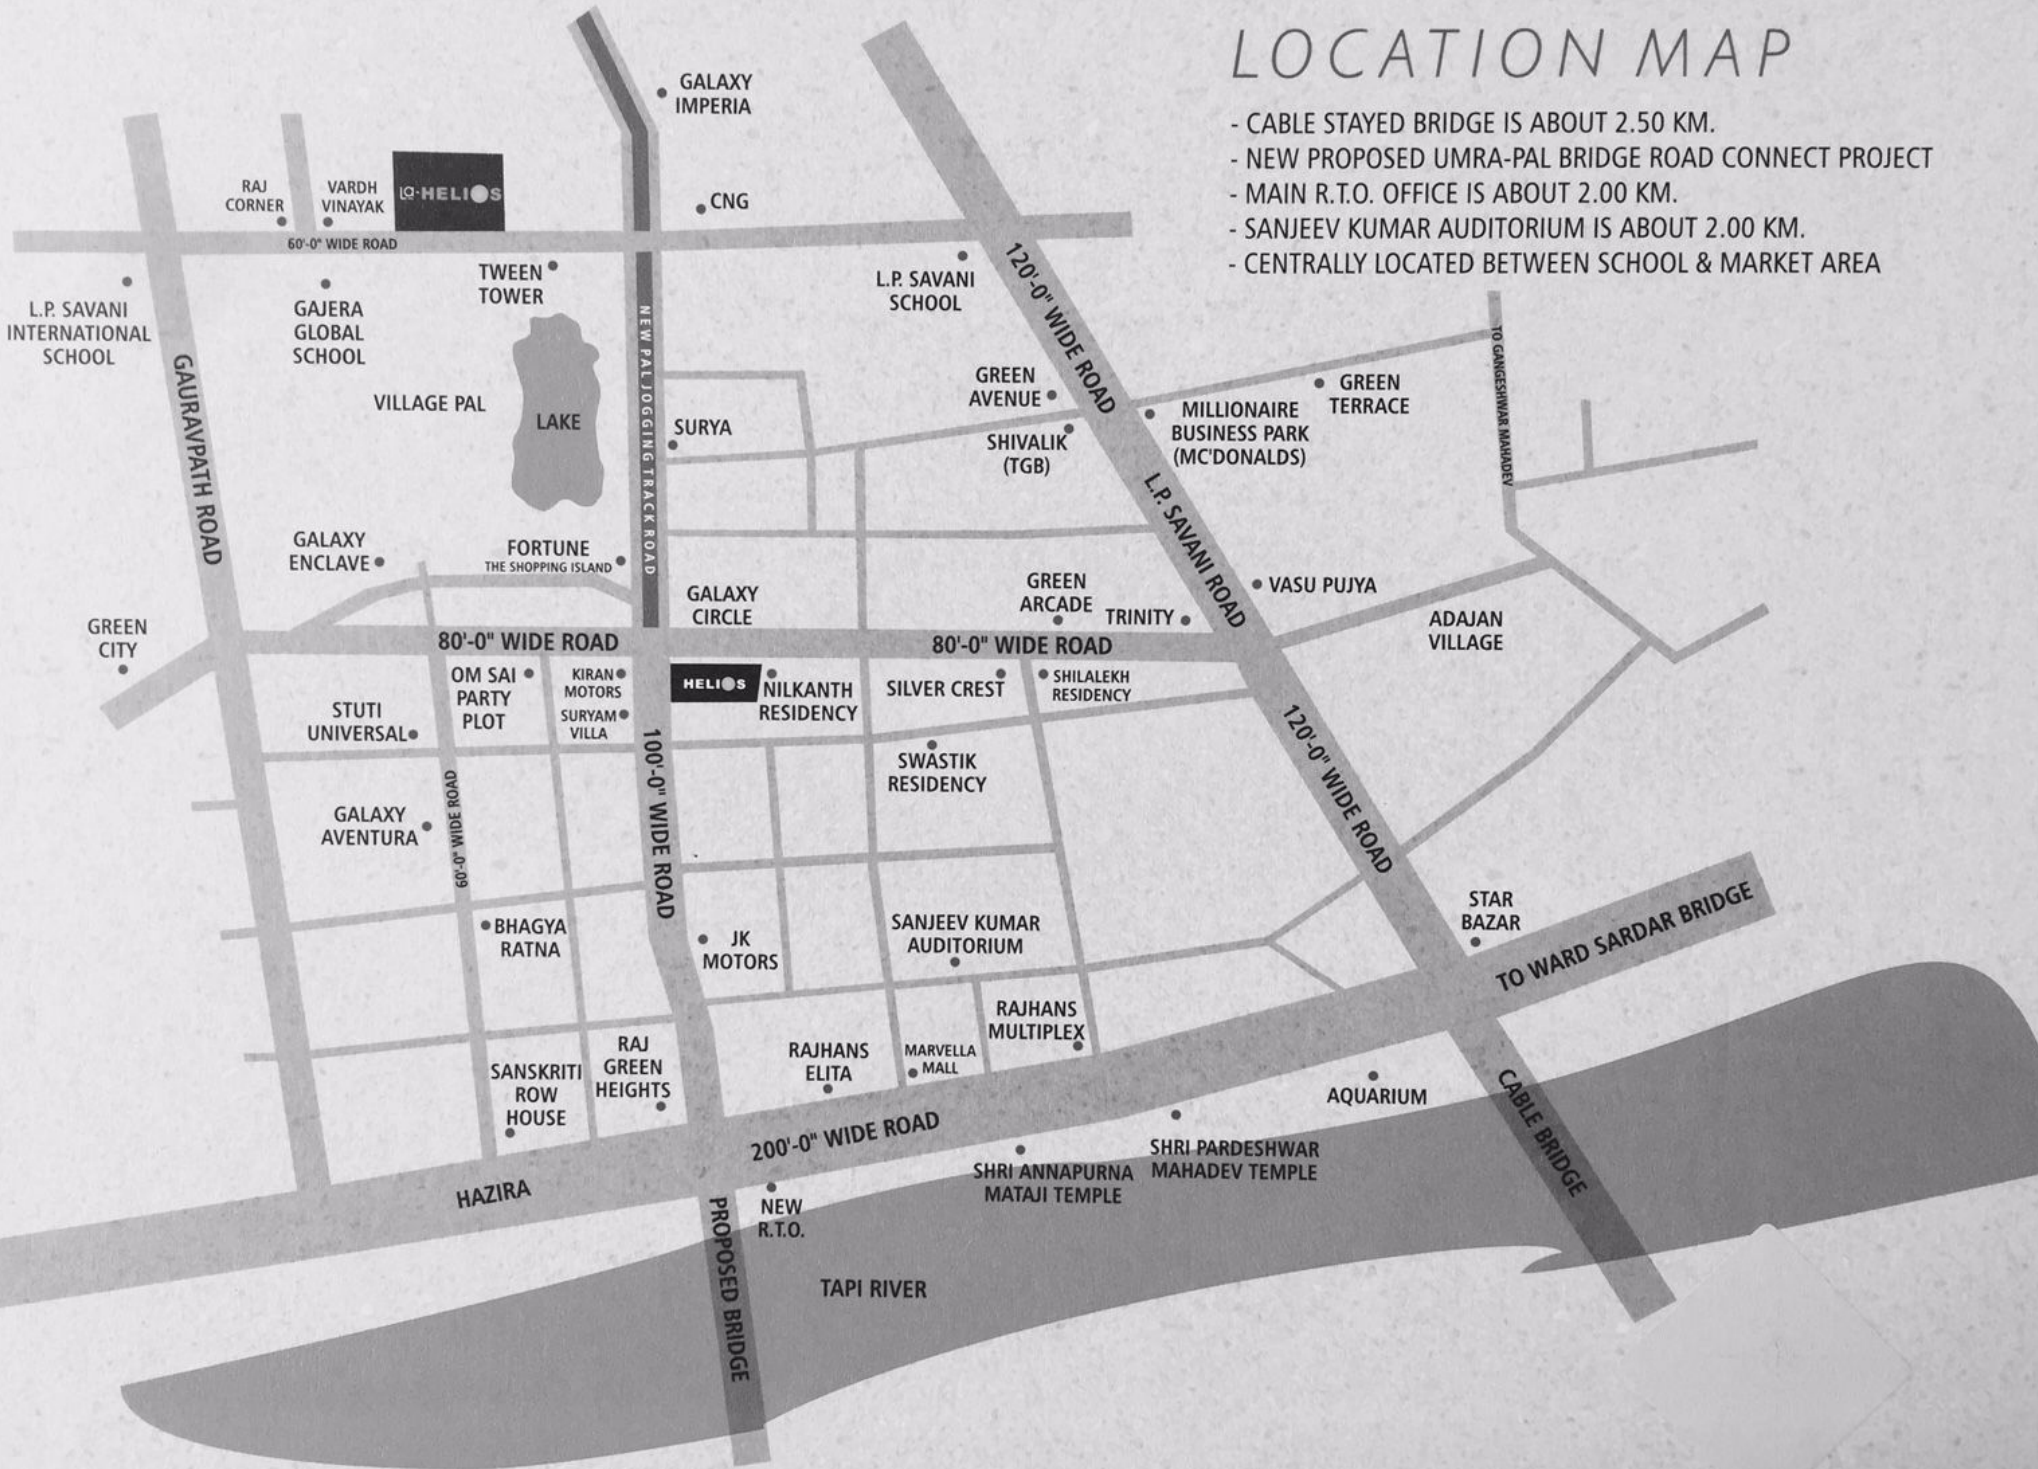 LOCATION MAP
- CABLE STAYED BRIDGE IS ABOUT 2.50 KM.
- NEW PROPOSED UMRA-PAL BRIDGE ROAD CONNECT PROJECT
- MAIN R.T.O. OFFICE IS ABOUT 2.00 KM.
- SANJEEV KUMAR AUDITORIUM IS ABOUT 2.00 KM.
- CENTRALLY LOCATED BETWEEN SCHOOL & MARKET AREA
GALAXY
IMPERIA
RAJ
CORNER
VARDH
VINAYAK
La-HELIOS
CNG
60'-0" WIDE ROAD
TWEEN
TOWER
L.P. SAVANI
SCHOOL
120'-0" WIDE ROAD
L.P. SAVANI
INTERNATIONAL
SCHOOL
GAJERA
GLOBAL
SCHOOL
GAURAVPATH ROAD
VILLAGE PAL
LAKE
NEW PAL JOGGING TRACK ROAD
SURYA
GREEN
AVENUE
SHIVALIK
(TGB)
MILLIONAIRE
BUSINESS PARK
(MC'DONALDS)
GREEN
TERRACE
TO GANGESHWAR MAHADEV
L.P. SAVANI ROAD
GALAXY
ENCLAVE
FORTUNE
THE SHOPPING ISLAND
GALAXY
CIRCLE
GREEN
ARCADE
TRINITY
VASU PUJYA
ADAJAN
VILLAGE
GREEN
CITY
80'-0" WIDE ROAD
80'-0" WIDE ROAD
OM SAI
PARTY
PLOT
KIRAN
MOTORS
SURYAM
VILLA
HELIOS
NILKANTH
RESIDENCY
SILVER CREST
SHILALEKH
RESIDENCY
STUTI
UNIVERSAL
100'-0" WIDE ROAD
SWASTIK
RESIDENCY
120'-0" WIDE ROAD
GALAXY
AVENTURA
60'-0" WIDE ROAD
BHAGYA
RATNA
JK
MOTORS
SANJEEV KUMAR
AUDITORIUM
STAR
BAZAR
TO WARD SARDAR BRIDGE
RAJHANS
MULTIPLEX
SANSKRITI
ROW
HOUSE
RAJ
GREEN
HEIGHTS
RAJHANS
ELITA
MARVELLA
MALL
AQUARIUM
CABLE BRIDGE
200'-0" WIDE ROAD
SHRI PARDESHWAR
MAHADEV TEMPLE
SHRI ANNAPURNA
MATAJI TEMPLE
HAZIRA
NEW
R.T.O.
PROPOSED BRIDGE
TAPI RIVER